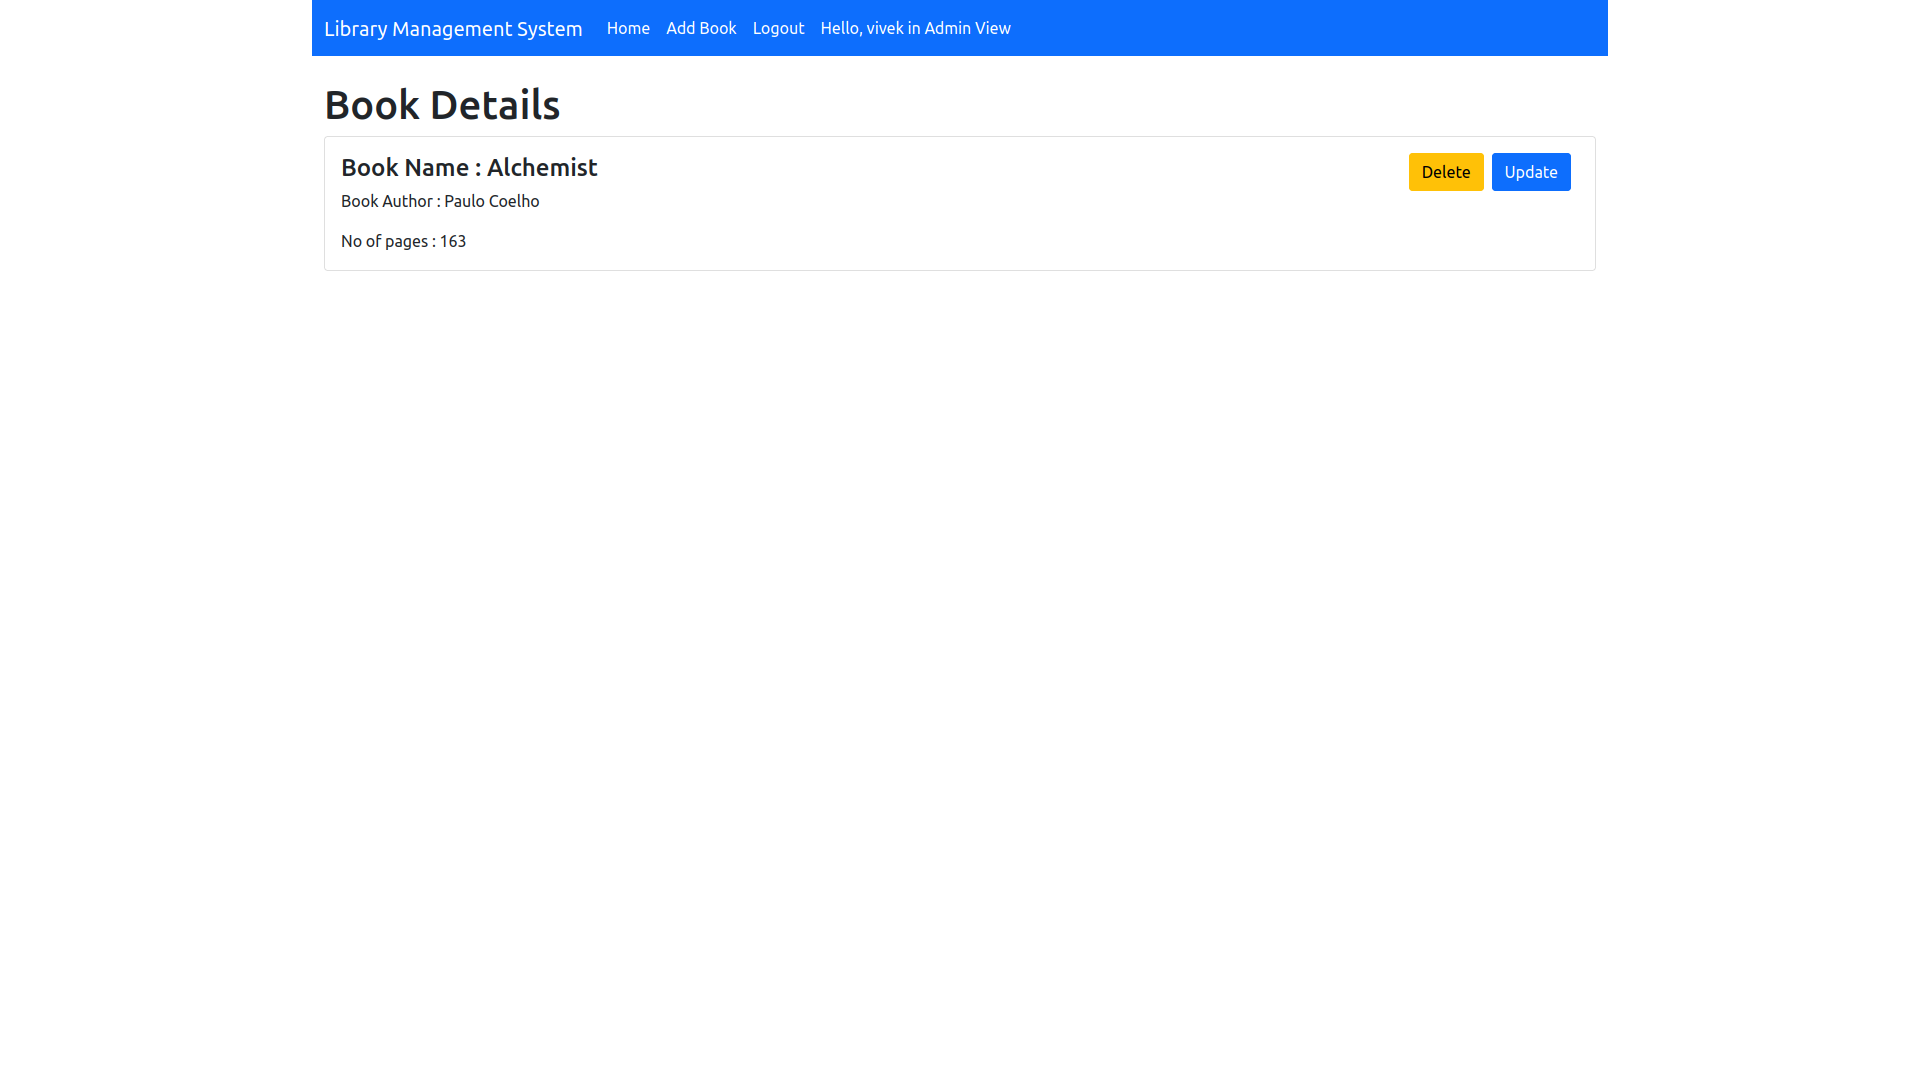 Library Management System Home Add Book Logout Hello, vivek in Admin View
Book Details
Book Name : Alchemist Delete Update
Book Author : Paulo Coelho
No of pages : 163